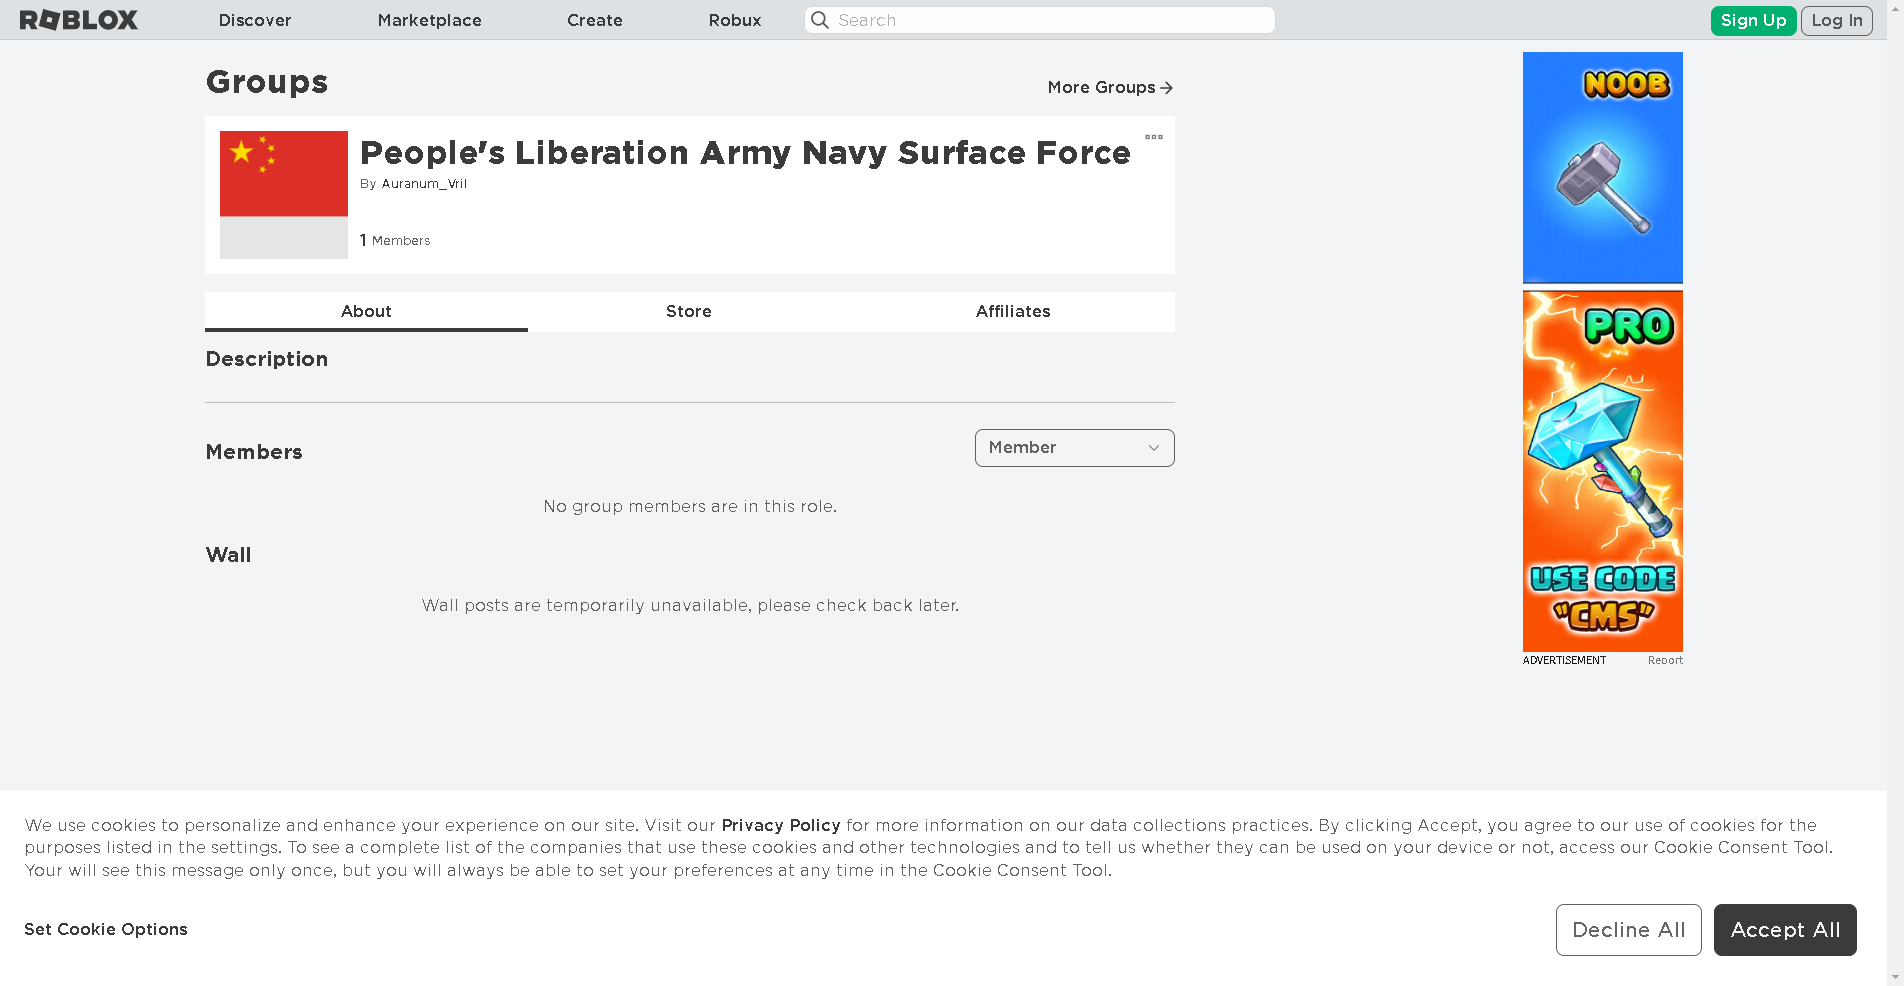 ROBLOX
Discover
Marketplace
Create
Robux
Search
Sign Up
Log In
Groups
More Groups
People's Liberation Army Navy Surface Force
By Auranum_Vril
1 Members
About
Store
Affiliates
Description
Members
Member
No group members are in this role.
Wall
Wall posts are temporarily unavailable, please check back later.
NOOB
PRO
USE CODE
"CMS"
ADVERTISEMENT
Report
We use cookies to personalize and enhance your experience on our site. Visit our Privacy Policy for more information on our data collections practices. By clicking Accept, you agree to our use of cookies for the
purposes listed in the settings. To see a complete list of the companies that use these cookies and other technologies and to tell us whether they can be used on your device or not, access our Cookie Consent Tool.
Your will see this message only once, but you will always be able to set your preferences at any time in the Cookie Consent Tool.
Set Cookie Options
Decline All
Accept All